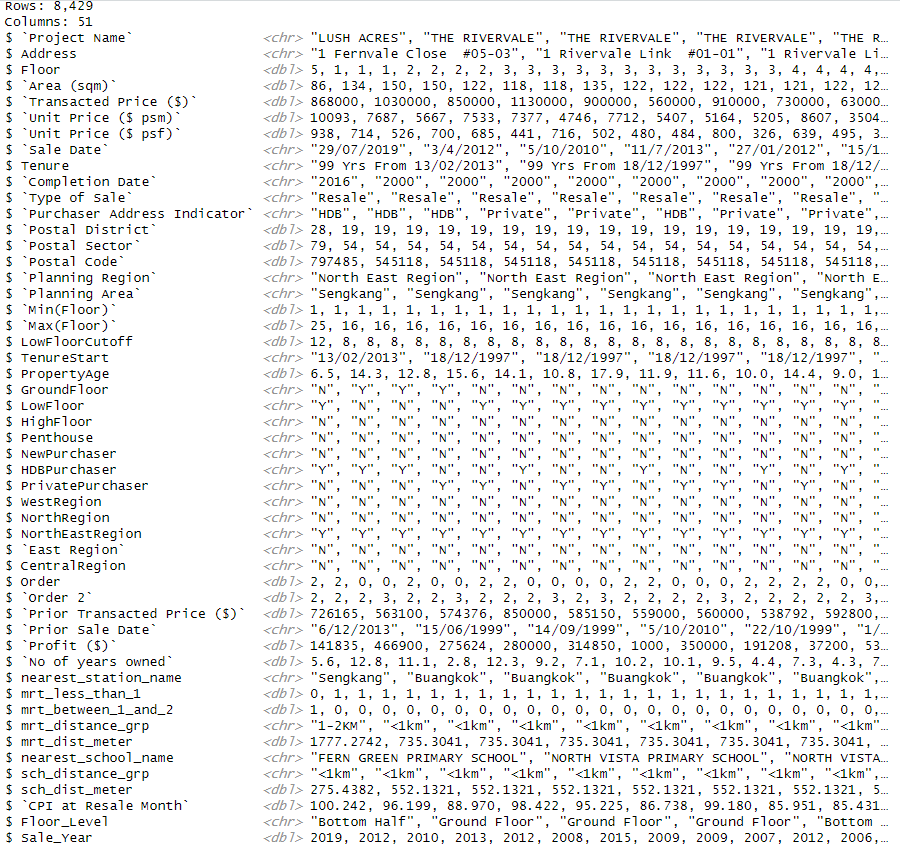 Rows: 8,429
Columns: 51
$ `Project Name` <chr> "LUSH ACRES", "THE RIVERVALE", "THE RIVERVALE", "THE RIVERVALE", "THE R…
$ Address <chr> "1 Fernvale Close #05-03", "1 Rivervale Link #01-01", "1 Rivervale Li…
$ Floor <dbl> 5, 1, 1, 1, 2, 2, 2, 2, 3, 3, 3, 3, 3, 3, 3, 3, 3, 3, 3, 4, 4, 4, 4,…
$ `Area (sqm)` <dbl> 86, 134, 150, 150, 122, 118, 118, 135, 122, 122, 122, 121, 121, 122, 12…
$ `Transacted Price ($)` <dbl> 868000, 1030000, 850000, 1130000, 900000, 560000, 910000, 730000, 63000…
$ `Unit Price ($ psm)` <dbl> 10093, 7687, 5667, 7533, 7377, 4746, 7712, 5407, 5164, 5205, 8607, 3504…
$ `Unit Price ($ psf)` <dbl> 938, 714, 526, 700, 685, 441, 716, 502, 480, 484, 800, 326, 639, 495, 3…
$ `Sale Date` <chr> "29/07/2019", "3/4/2012", "5/10/2010", "11/7/2013", "27/01/2012", "15/1…
$ Tenure <chr> "99 Yrs From 13/02/2013", "99 Yrs From 18/12/1997", "99 Yrs From 18/12/…
$ `Completion Date` <chr> "2016", "2000", "2000", "2000", "2000", "2000", "2000", "2000", "2000",…
$ `Type of Sale` <chr> "Resale", "Resale", "Resale", "Resale", "Resale", "Resale", "Resale", "…
$ `Purchaser Address Indicator` <chr> "HDB", "HDB", "HDB", "Private", "Private", "HDB", "Private", "Private",…
$ `Postal District` <dbl> 28, 19, 19, 19, 19, 19, 19, 19, 19, 19, 19, 19, 19, 19, 19, 19, 19, 19,…
$ `Postal Sector` <dbl> 79, 54, 54, 54, 54, 54, 54, 54, 54, 54, 54, 54, 54, 54, 54, 54, 54, 54,…
$ `Postal Code` <dbl> 797485, 545118, 545118, 545118, 545118, 545118, 545118, 545118, 545118,…
$ `Planning Region` <chr> "North East Region", "North East Region", "North East Region", "North E…
$ `Planning Area` <chr> "Sengkang", "Sengkang", "Sengkang", "Sengkang", "Sengkang", "Sengkang",…
$ `Min(Floor)` <dbl> 1, 1, 1, 1, 1, 1, 1, 1, 1, 1, 1, 1, 1, 1, 1, 1, 1, 1, 1, 1, 1, 1, 1, 1,…
$ `Max(Floor)` <dbl> 25, 16, 16, 16, 16, 16, 16, 16, 16, 16, 16, 16, 16, 16, 16, 16, 16, 16,…
$ LowFloorCutoff <dbl> 12, 8, 8, 8, 8, 8, 8, 8, 8, 8, 8, 8, 8, 8, 8, 8, 8, 8, 8, 8, 8, 8, 8, 8…
$ TenureStart <chr> "13/02/2013", "18/12/1997", "18/12/1997", "18/12/1997", "18/12/1997", "…
$ PropertyAge <dbl> 6.5, 14.3, 12.8, 15.6, 14.1, 10.8, 17.9, 11.9, 11.6, 10.0, 14.4, 9.0, 1…
$ GroundFloor <chr> "N", "Y", "Y", "Y", "N", "N", "N", "N", "N", "N", "N", "N", "N", "N", "…
$ LowFloor <chr> "Y", "N", "N", "N", "Y", "Y", "Y", "Y", "Y", "Y", "Y", "Y", "Y", "Y", "…
$ HighFloor <chr> "N", "N", "N", "N", "N", "N", "N", "N", "N", "N", "N", "N", "N", "N", "…
$ Penthouse <chr> "N", "N", "N", "N", "N", "N", "N", "N", "N", "N", "N", "N", "N", "N", "…
$ NewPurchaser <chr> "N", "N", "N", "N", "N", "N", "N", "N", "N", "N", "N", "N", "N", "N", "…
$ HDBPurchaser <chr> "Y", "Y", "Y", "N", "N", "Y", "N", "N", "Y", "N", "N", "Y", "N", "Y", "…
$ PrivatePurchaser <chr> "N", "N", "N", "Y", "Y", "N", "Y", "Y", "N", "Y", "Y", "N", "Y", "N", "…
$ WestRegion <chr> "N", "N", "N", "N", "N", "N", "N", "N", "N", "N", "N", "N", "N", "N", "…
$ NorthRegion <chr> "N", "N", "N", "N", "N", "N", "N", "N", "N", "N", "N", "N", "N", "N", "…
$ NorthEastRegion <chr> "Y", "Y", "Y", "Y", "Y", "Y", "Y", "Y", "Y", "Y", "Y", "Y", "Y", "Y", "…
$ `East Region` <chr> "N", "N", "N", "N", "N", "N", "N", "N", "N", "N", "N", "N", "N", "N", "…
$ CentralRegion <chr> "N", "N", "N", "N", "N", "N", "N", "N", "N", "N", "N", "N", "N", "N", "…
$ Order <dbl> 2, 2, 0, 0, 2, 0, 0, 2, 2, 0, 0, 0, 0, 2, 2, 0, 0, 0, 2, 2, 2, 2, 0, 0,…
$ `Order 2` <dbl> 2, 2, 2, 3, 2, 2, 3, 2, 2, 2, 3, 2, 3, 2, 2, 2, 2, 2, 2, 2, 2, 2, 2, 3,…
$ `Prior Transacted Price ($)` <dbl> 726165, 563100, 574376, 850000, 585150, 559000, 560000, 538792, 592800,…
$ `Prior Sale Date` <chr> "6/12/2013", "15/06/1999", "14/09/1999", "5/10/2010", "22/10/1999", "1/…
$ `Profit ($)` <dbl> 141835, 466900, 275624, 280000, 314850, 1000, 350000, 191208, 37200, 53…
$ `No of years owned` <dbl> 5.6, 12.8, 11.1, 2.8, 12.3, 9.2, 7.1, 10.2, 10.1, 9.5, 4.4, 7.3, 4.3, 7…
$ nearest_station_name <chr> "Sengkang", "Buangkok", "Buangkok", "Buangkok", "Buangkok", "Buangkok",…
$ mrt_less_than_1 <dbl> 0, 1, 1, 1, 1, 1, 1, 1, 1, 1, 1, 1, 1, 1, 1, 1, 1, 1, 1, 1, 1, 1, 1, 1,…
$ mrt_between_1_and_2 <dbl> 1, 0, 0, 0, 0, 0, 0, 0, 0, 0, 0, 0, 0, 0, 0, 0, 0, 0, 0, 0, 0, 0, 0, 0,…
$ mrt_distance_grp <chr> "1-2KM", "<1km", "<1km", "<1km", "<1km", "<1km", "<1km", "<1km", "<1km"…
$ mrt_dist_meter <dbl> 1777.2742, 735.3041, 735.3041, 735.3041, 735.3041, 735.3041, 735.3041, …
$ nearest_school_name <chr> "FERN GREEN PRIMARY SCHOOL", "NORTH VISTA PRIMARY SCHOOL", "NORTH VISTA…
$ sch_distance_grp <chr> "<1km", "<1km", "<1km", "<1km", "<1km", "<1km", "<1km", "<1km", "<1km",…
$ sch_dist_meter <dbl> 275.4382, 552.1321, 552.1321, 552.1321, 552.1321, 552.1321, 552.1321, 5…
$ `CPI at Resale Month` <dbl> 100.242, 96.199, 88.970, 98.422, 95.225, 86.738, 99.180, 85.951, 85.431…
$ Floor_Level <chr> "Bottom Half", "Ground Floor", "Ground Floor", "Ground Floor", "Bottom …
$ Sale_Year <dbl> 2019, 2012, 2010, 2013, 2012, 2008, 2015, 2009, 2009, 2007, 2012, 2006,…